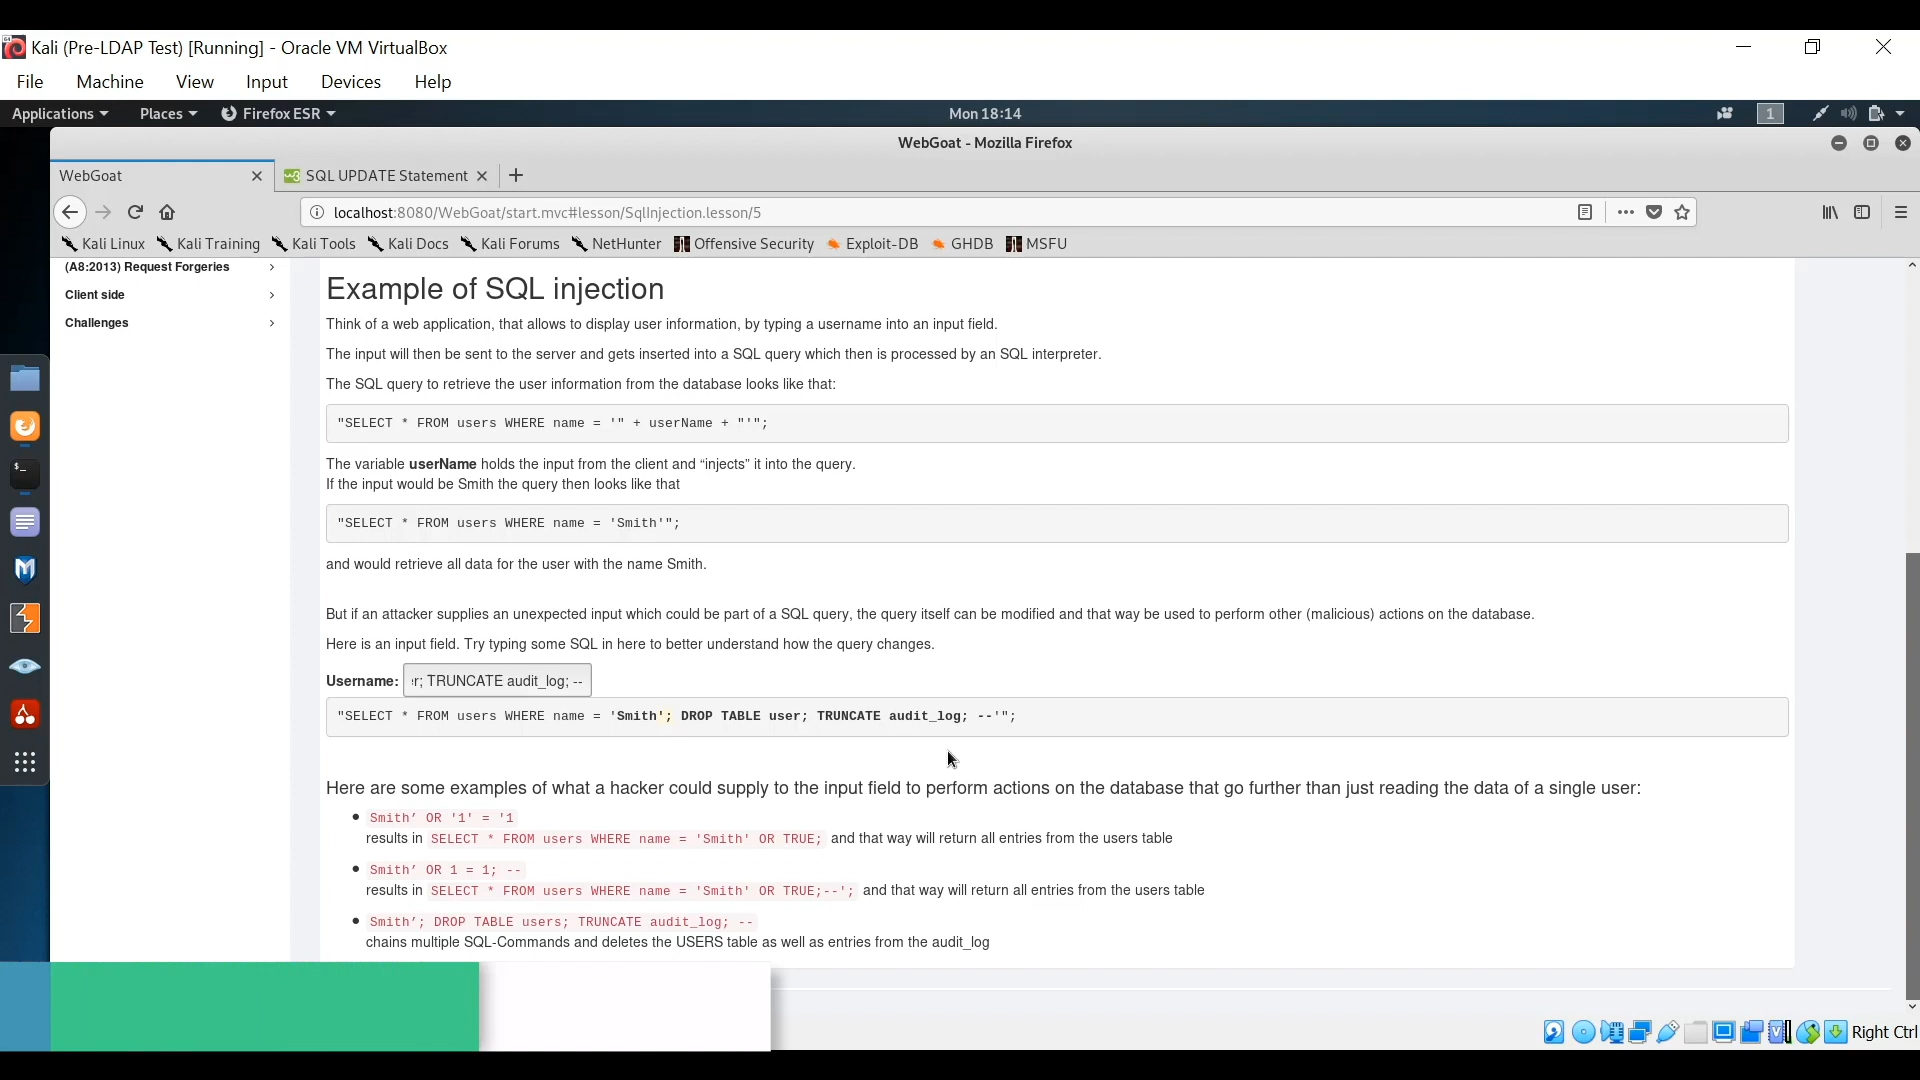 Kali (Pre-LDAP Test) [Running] - Oracle VM VirtualBox
File Machine View Input Devices Help
Applications Places Firefox ESR Mon 18:14 1
WebGoat - Mozilla Firefox
WebGoat SQL UPDATE Statement
localhost:8080/WebGoat/start.mvc#lesson/SqlInjection.lesson/5
Kali Linux Kali Training Kali Tools Kali Docs Kali Forums NetHunter Offensive Security Exploit-DB GHDB MSFU
(A8:2013) Request Forgeries
Client side
Challenges
Example of SQL injection
Think of a web application, that allows to display user information, by typing a username into an input field.
The input will then be sent to the server and gets inserted into a SQL query which then is processed by an SQL interpreter.
The SQL query to retrieve the user information from the database looks like that:
"SELECT * FROM users WHERE name = '" + userName + "'";
The variable userName holds the input from the client and “injects” it into the query.
If the input would be Smith the query then looks like that
"SELECT * FROM users WHERE name = 'Smith'";
and would retrieve all data for the user with the name Smith.
But if an attacker supplies an unexpected input which could be part of a SQL query, the query itself can be modified and that way be used to perform other (malicious) actions on the database.
Here is an input field. Try typing some SQL in here to better understand how the query changes.
Username: r; TRUNCATE audit_log; --
"SELECT * FROM users WHERE name = 'Smith'; DROP TABLE user; TRUNCATE audit_log; --'";
Here are some examples of what a hacker could supply to the input field to perform actions on the database that go further than just reading the data of a single user:
Smith’ OR '1' = '1
results in SELECT * FROM users WHERE name = 'Smith' OR TRUE; and that way will return all entries from the users table
Smith’ OR 1 = 1; --
results in SELECT * FROM users WHERE name = 'Smith' OR TRUE;--'; and that way will return all entries from the users table
Smith’; DROP TABLE users; TRUNCATE audit_log; --
chains multiple SQL-Commands and deletes the USERS table as well as entries from the audit_log
Right Ctrl